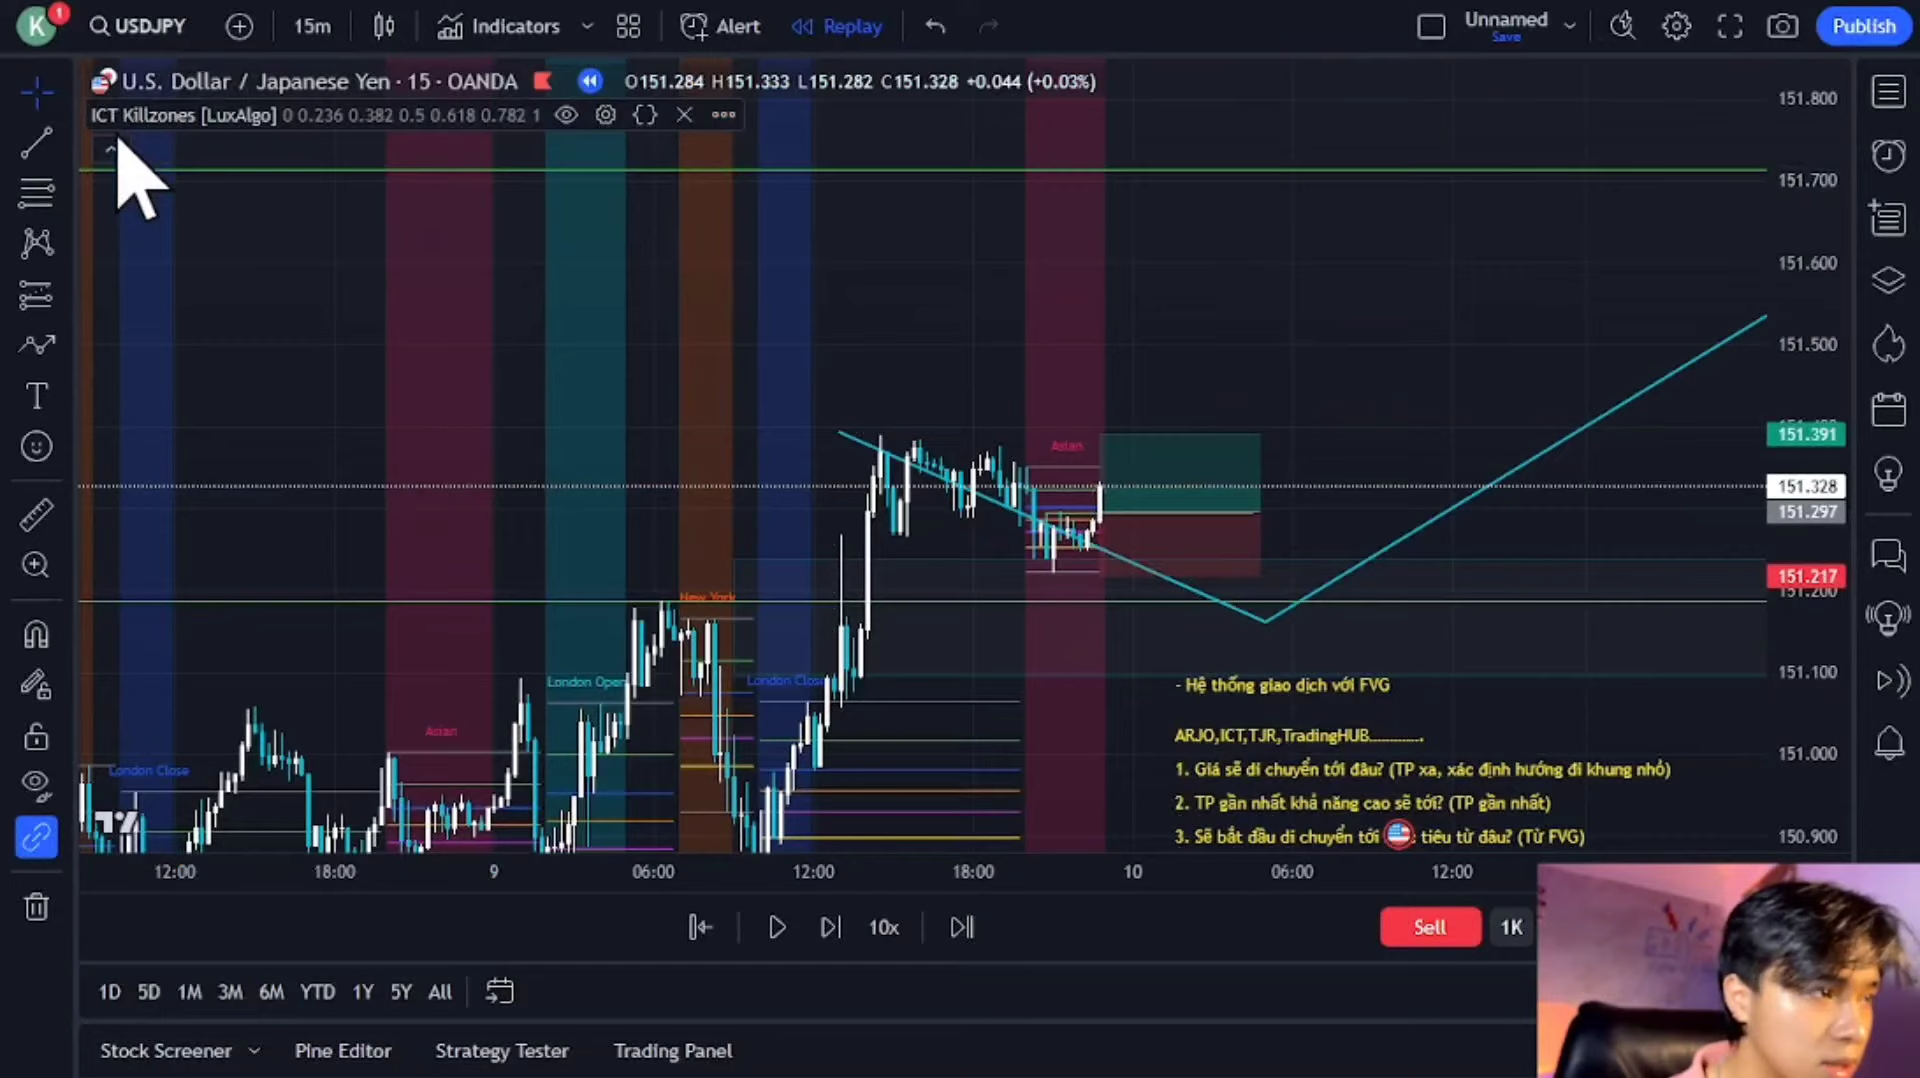 K
1
USDJPY
15m
Indicators
Alert
Replay
Unnamed
Save
Publish
U.S. Dollar / Japanese Yen · 15 · OANDA
O151.284 H151.333 L151.282 C151.328 +0.044 (+0.03%)
ICT Killzones [LuxAlgo] 0 0.236 0.382 0.5 0.618 0.782 1
151.800
151.700
151.600
151.500
151.391
151.328
151.297
151.217
151.200
151.100
151.000
150.900
Asian
New York
London Open
London Close
Asian
London Close
- Hệ thống giao dịch với FVG
ARJO,ICT,TJR,TradingHUB............
1. Giá sẽ di chuyển tới đâu? (TP xa, xác định hướng đi khung nhỏ)
2. TP gần nhất khả năng cao sẽ tới? (TP gần nhất)
3. Sẽ bắt đầu di chuyển tới tiêu từ đâu? (Từ FVG)
12:00
18:00
9
06:00
12:00
18:00
10
06:00
12:00
10x
Sell
1K
1D 5D 1M 3M 6M YTD 1Y 5Y All
Stock Screener
Pine Editor
Strategy Tester
Trading Panel